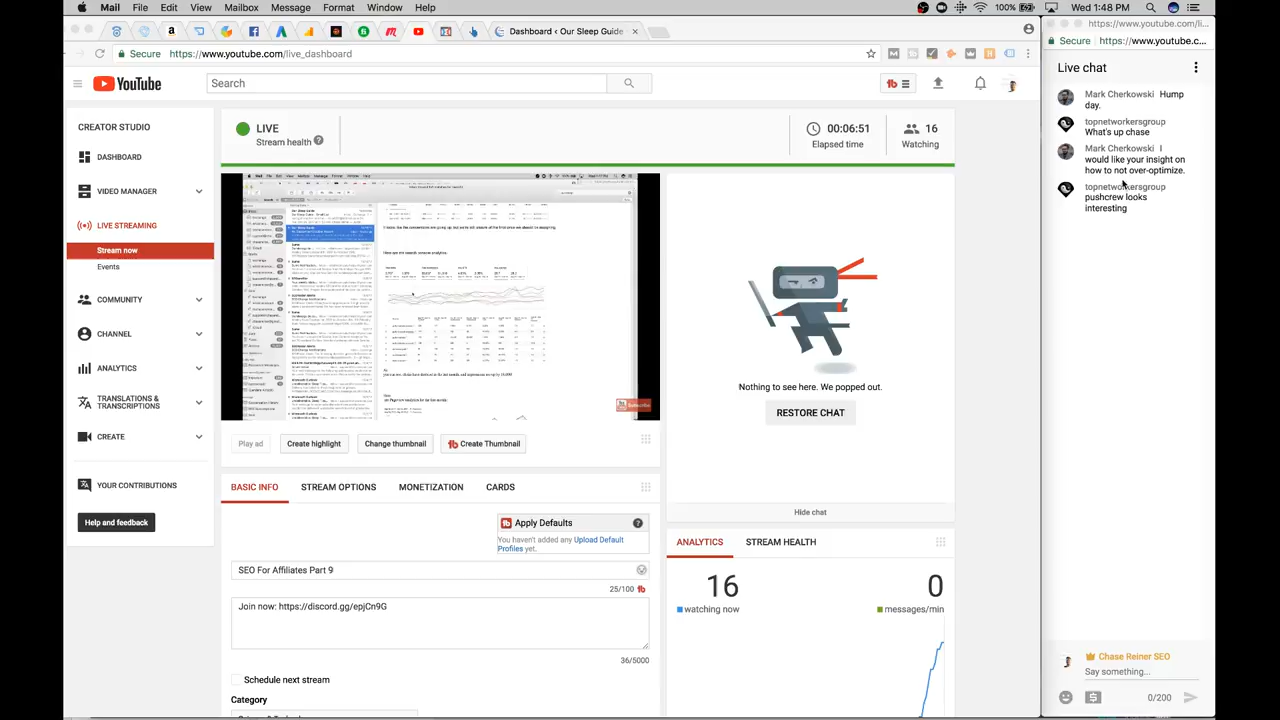 Mail File Edit View Mailbox Message Format Window Help
100% Wed 1:48 PM
Dashboard ‹ Our Sleep Guide
Secure https://www.youtube.com/live_dashboard
YouTube
Search
CREATOR STUDIO
DASHBOARD
VIDEO MANAGER
LIVE STREAMING
Stream now
Events
COMMUNITY
CHANNEL
ANALYTICS
TRANSLATIONS &
TRANSCRIPTIONS
CREATE
YOUR CONTRIBUTIONS
Help and feedback
LIVE
Stream health
00:06:51
Elapsed time
16
Watching
Subscribe
Play ad
Create highlight
Change thumbnail
Create Thumbnail
BASIC INFO
STREAM OPTIONS
MONETIZATION
CARDS
Apply Defaults
You haven't added any Upload Default
Profiles yet.
SEO For Affiliates Part 9
25/100
Join now: https://discord.gg/epjCn9G
36/5000
Schedule next stream
Category
Nothing to see here. We popped out.
RESTORE CHAT
Hide chat
ANALYTICS
STREAM HEALTH
16
watching now
0
messages/min
https://www.youtube.com/li...
Secure https://www.youtube.c...
Live chat
Mark Cherkowski Hump
day.
topnetworkersgroup
What's up chase
Mark Cherkowski I
would like your insight on
how to not over-optimize.
topnetworkersgroup
pushcrew looks
interesting
Chase Reiner SEO
Say something...
0/200